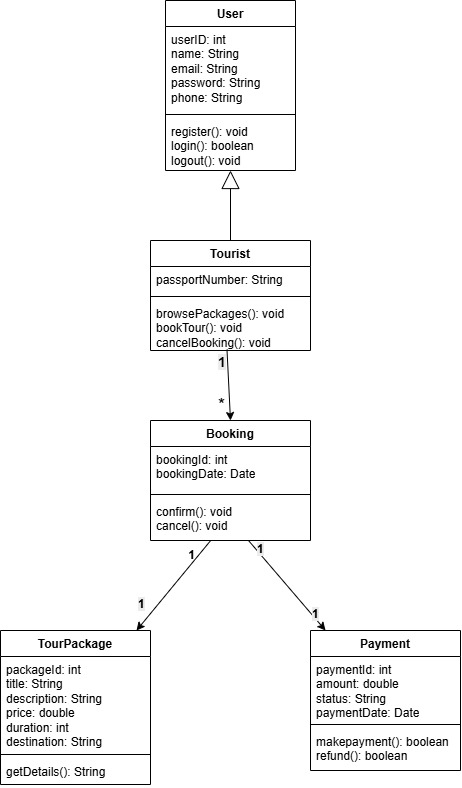 User
userID: int
name: String
email: String
password: String
phone: String
register(): void
login(): boolean
logout(): void
Tourist
passportNumber: String
browsePackages(): void
bookTour(): void
cancelBooking(): void
1
*
Booking
bookingId: int
bookingDate: Date
confirm(): void
cancel(): void
1
1
1
1
TourPackage
packageId: int
title: String
description: String
price: double
duration: int
destination: String
getDetails(): String
Payment
paymentId: int
amount: double
status: String
paymentDate: Date
makepayment(): boolean
refund(): boolean